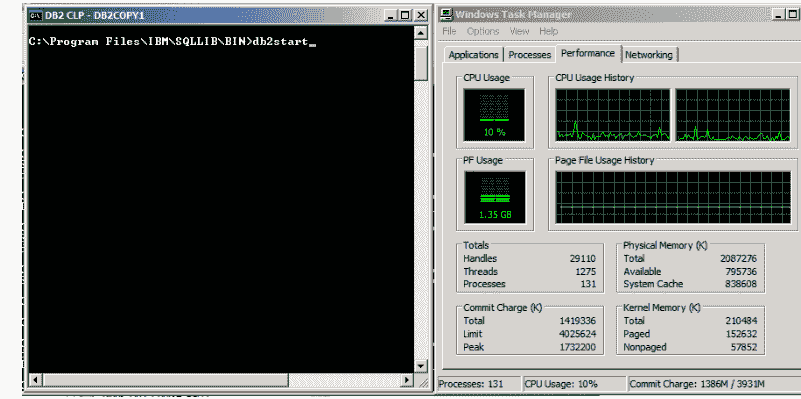 DB2 CLP - DB2COPY1
C:\Program Files\IBM\SQLLIB\BIN>db2start_
Windows Task Manager
File Options View Help
Applications Processes Performance Networking
CPU Usage CPU Usage History
10 %
PF Usage Page File Usage History
1.35 GB
Totals
Handles 29110
Threads 1275
Processes 131
Physical Memory (K)
Total 2087276
Available 795736
System Cache 838608
Commit Charge (K)
Total 1419336
Limit 4025624
Peak 1732200
Kernel Memory (K)
Total 210484
Paged 152632
Nonpaged 57852
Processes: 131 CPU Usage: 10% Commit Charge: 1386M / 3931M